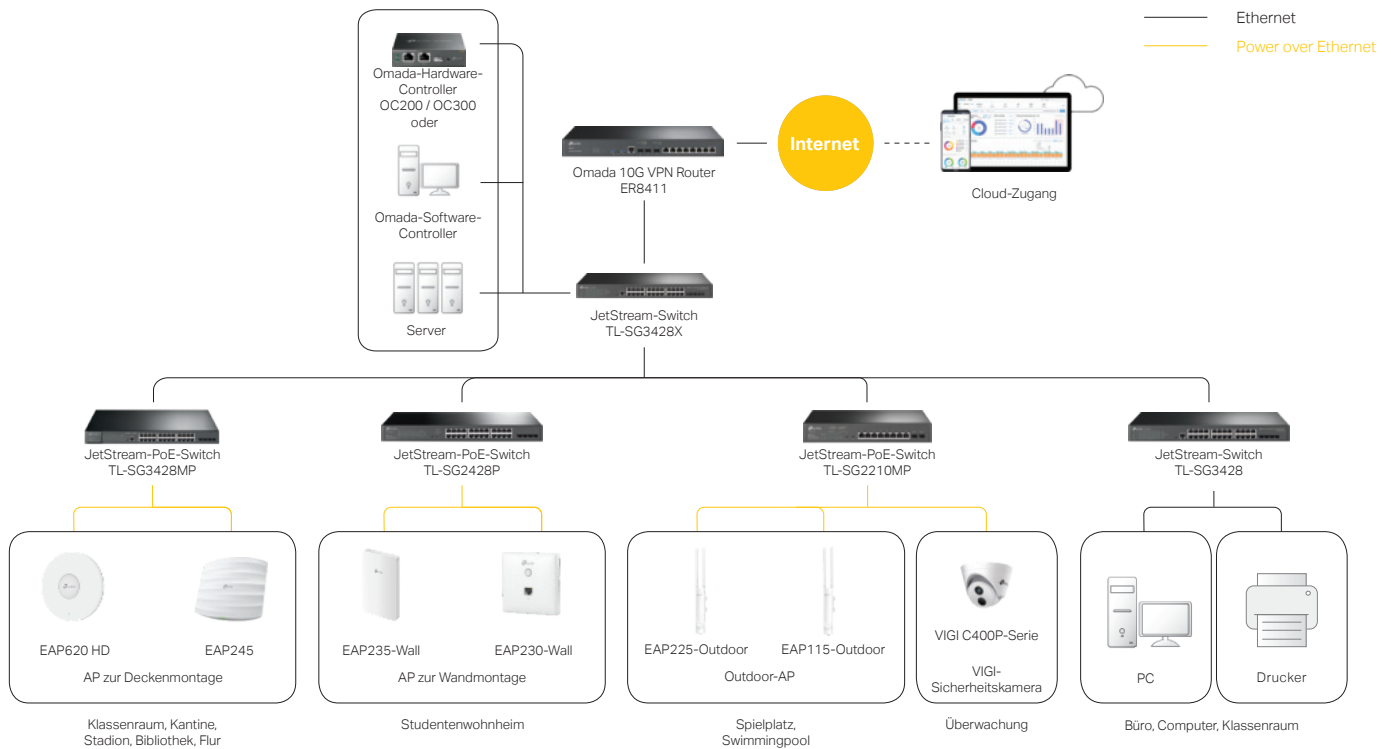 Ethernet
Power over Ethernet
Omada-Hardware-
Controller
OC200 / OC300
oder
Omada-Software-
Controller
Server
Omada 10G VPN Router
ER8411
Internet
Cloud-Zugang
JetStream-Switch
TL-SG3428X
JetStream-PoE-Switch
TL-SG3428MP
JetStream-PoE-Switch
TL-SG2428P
JetStream-PoE-Switch
TL-SG2210MP
JetStream-Switch
TL-SG3428
EAP620 HD
EAP245
AP zur Deckenmontage
EAP235-Wall
EAP230-Wall
AP zur Wandmontage
EAP225-Outdoor
EAP115-Outdoor
Outdoor-AP
VIGI C400P-Serie
VIGI-
Sicherheitskamera
PC
Drucker
Klassenraum, Kantine,
Stadion, Bibliothek, Flur
Studentenwohnheim
Spielplatz,
Swimmingpool
Überwachung
Büro, Computer, Klassenraum